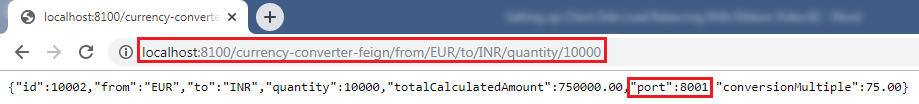 localhost:8100/currency-converter
localhost:8100/currency-converter-feign/from/EUR/to/INR/quantity/10000
{"id":10002,"from":"EUR","to":"INR","quantity":10000,"totalCalculatedAmount":750000.00,"port":8001 "conversionMultiple":75.00}